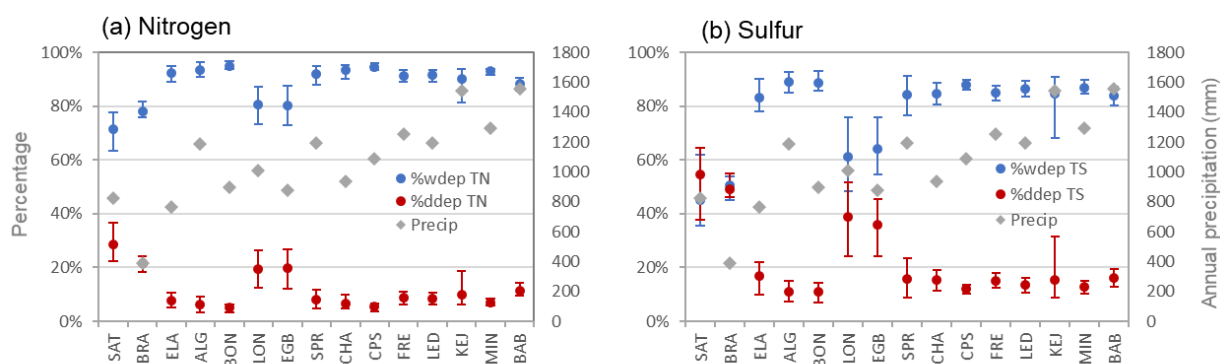 (a) Nitrogen
100%
80%
60%
40%
20%
0%
Percentage
1800
1600
1400
1200
1000
800
600
400
200
0
%wdep TN
%ddep TN
Precip
SAT
BRA
ELA
ALG
BON
LON
EGB
SPR
CHA
CPS
FRE
LED
KEJ
MIN
BAB
(b) Sulfur
100%
80%
60%
40%
20%
0%
1800
1600
1400
1200
1000
800
600
400
200
0
Annual precipitation (mm)
%wdep TS
%ddep TS
Precip
SAT
BRA
ELA
ALG
BON
LON
EGB
SPR
CHA
CPS
FRE
LED
KEJ
MIN
BAB